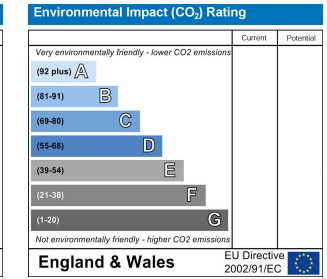 Environmental Impact (CO₂) Rating
Current Potential
Very environmentally friendly - lower CO2 emissions
(92 plus) A
(81-91) B
(69-80) C
(55-68) D
(39-54) E
(21-38) F
(1-20) G
Not environmentally friendly - higher CO2 emissions
England & Wales
EU Directive
2002/91/EC